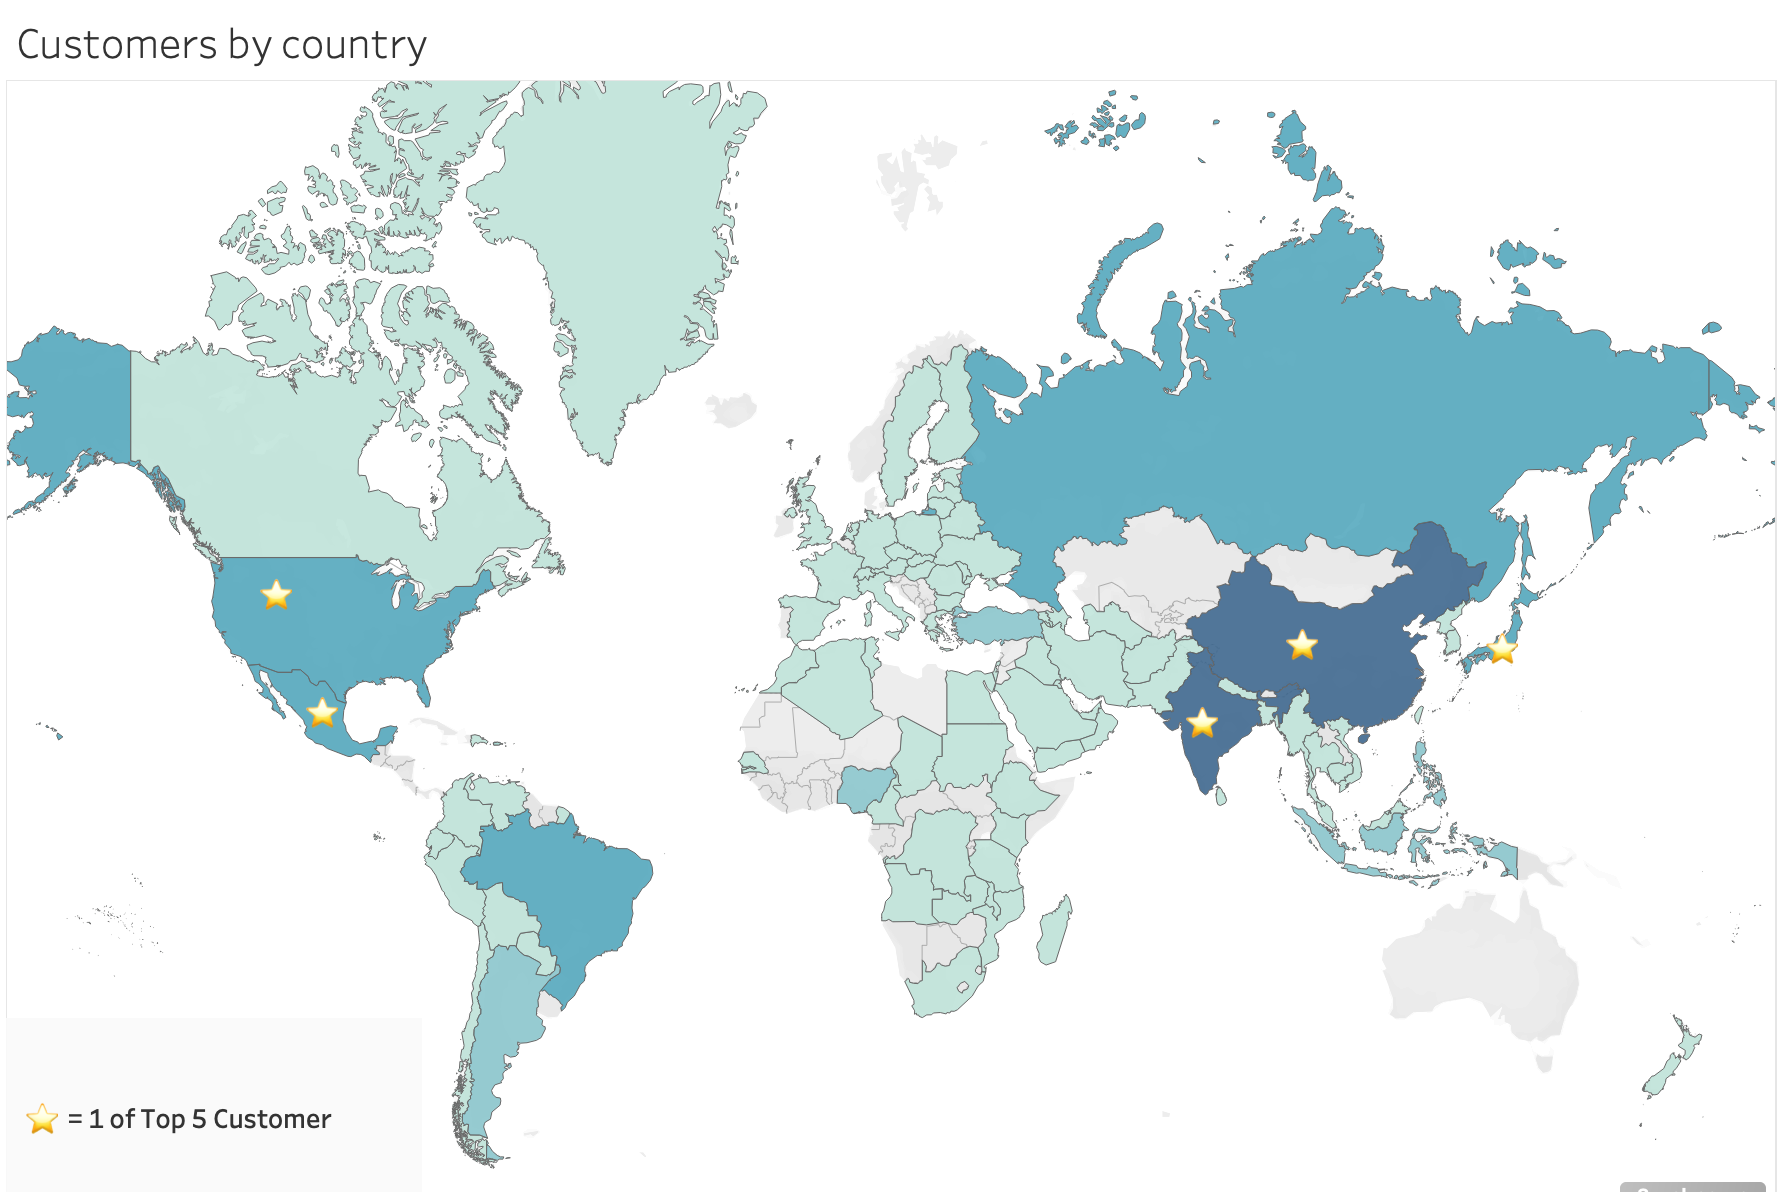 Customers by country
= 1 of Top 5 Customer